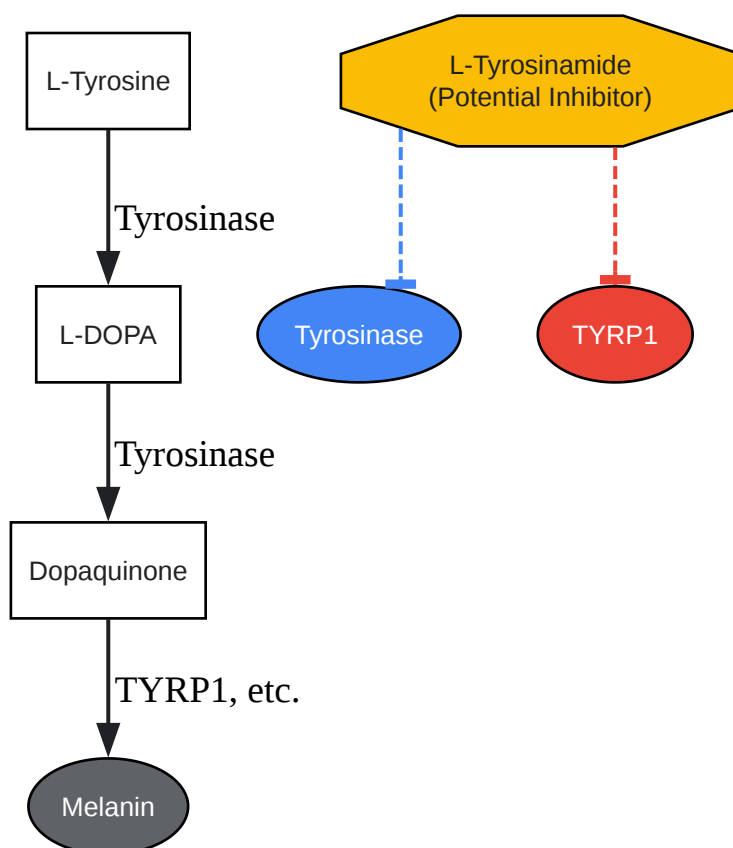 L-Tyrosine
L-Tyrosinamide
(Potential Inhibitor)
Tyrosinase
L-DOPA
Tyrosinase
TYRP1
Tyrosinase
Dopaquinone
TYRP1, etc.
Melanin